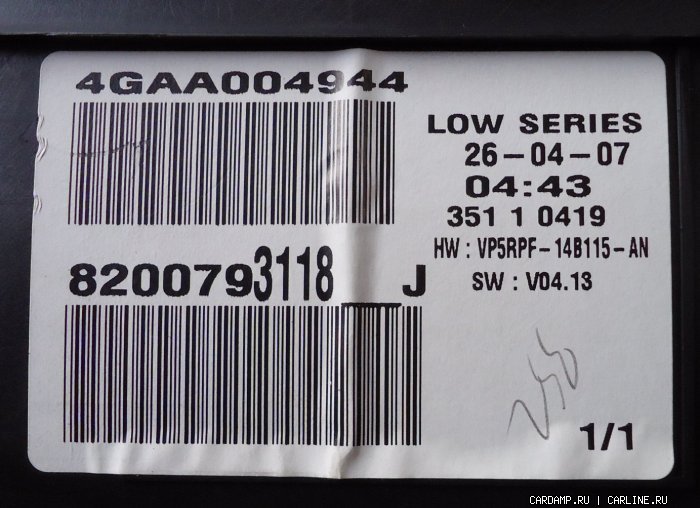 4GAA004944
LOW SERIES
26-04-07
04:43
351 1 0419
HW : VP5RPF-14B115-AN
SW : V04.13
8200793118__J
1/1
CARDAMP.RU | CARLINE.RU